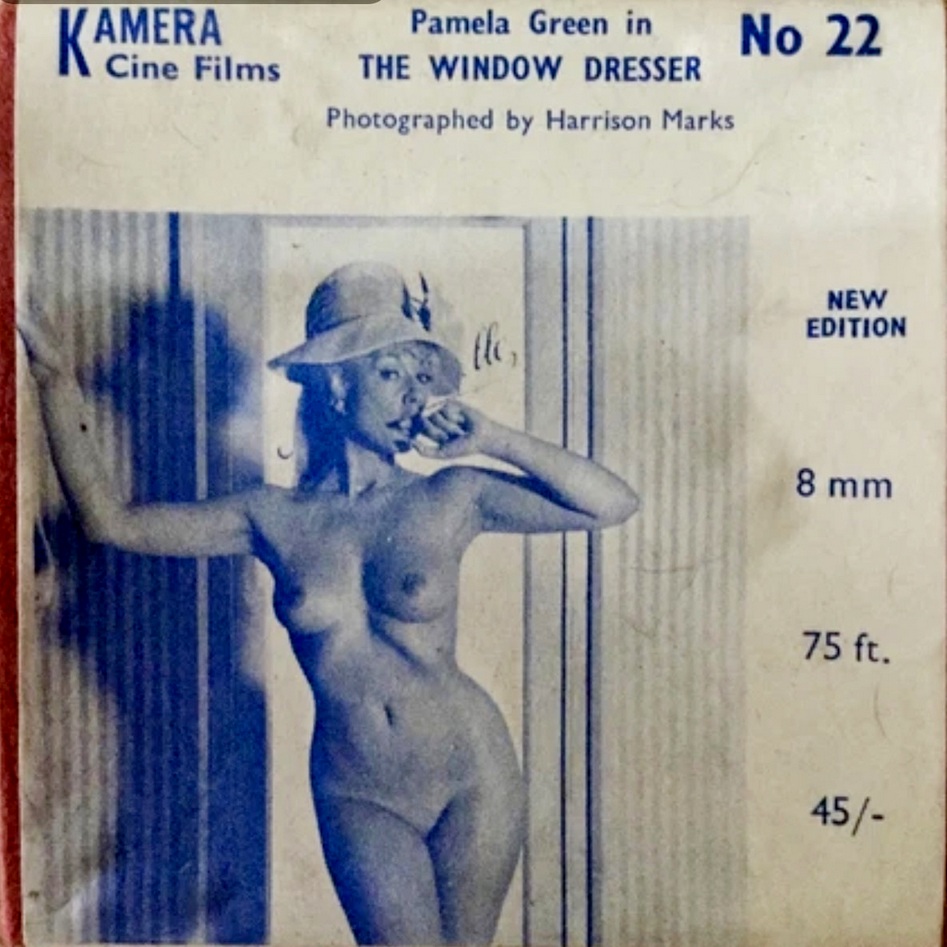 KAMERA
Cine Films
Pamela Green in
THE WINDOW DRESSER
Photographed by Harrison Marks
No 22
NEW
EDITION
8 mm
75 ft.
45/-